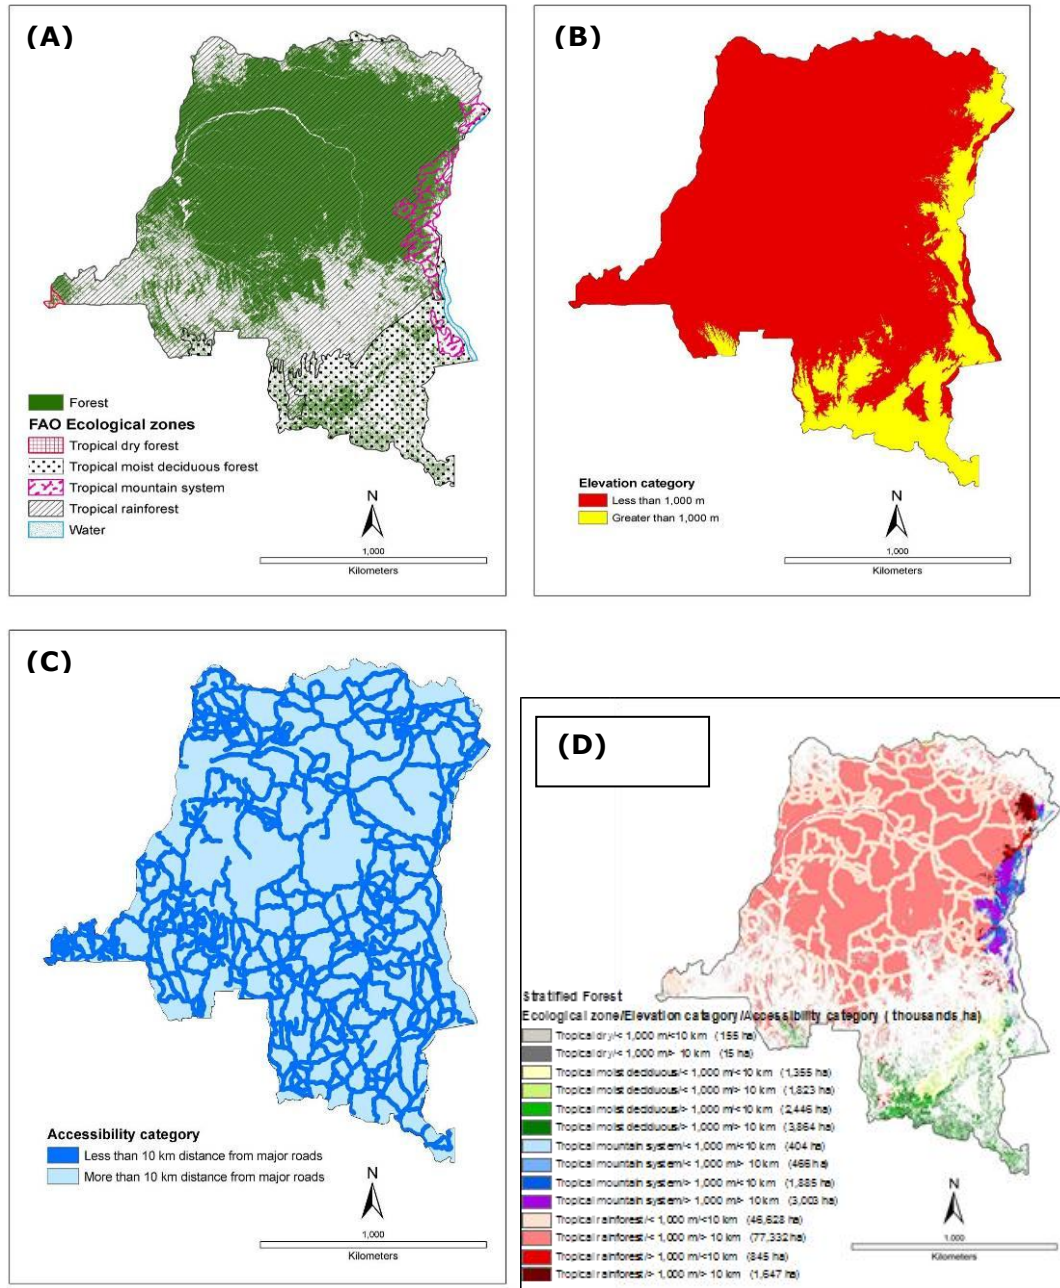 (A)
Forest
FAO Ecological zones
Tropical dry forest
Tropical moist deciduous forest
Tropical mountain system
Tropical rainforest
Water
N
1,000
Kilometers
(B)
Elevation category
Less than 1,000 m
Greater than 1,000 m
N
1,000
Kilometers
(C)
Accessibility category
Less than 10 km distance from major roads
More than 10 km distance from major roads
N
1,000
Kilometers
(D)
Stratified Forest
Ecological zone/Elevation catagory/Accessibility category ( thousands ha)
Tropical dry/< 1,000 m/<10 km (155 ha)
Tropical dry/< 1,000 m/> 10 km (15 ha)
Tropical moist deciduous/< 1,000 m/<10 km (1,355 ha)
Tropical moist deciduous/< 1,000 m/> 10 km (1,823 ha)
Tropical moist deciduous/> 1,000 m/<10 km (2,446 ha)
Tropical moist deciduous/> 1,000 m/> 10 km (3,864 ha)
Tropical mountain system/< 1,000 m/<10 km (404 ha)
Tropical mountain system/< 1,000 m/> 10 km (466 ha)
Tropical mountain system/> 1,000 m/<10 km (1,885 ha)
Tropical mountain system/> 1,000 m/> 10 km (3,003 ha)
Tropical rainforest/< 1,000 m/<10 km (46,628 ha)
Tropical rainforest/< 1,000 m/> 10 km (77,332 ha)
Tropical rainforest/> 1,000 m/<10 km (845 ha)
Tropical rainforest/> 1,000 m/> 10 km (1,647 ha)
N
1,000
Kilometers